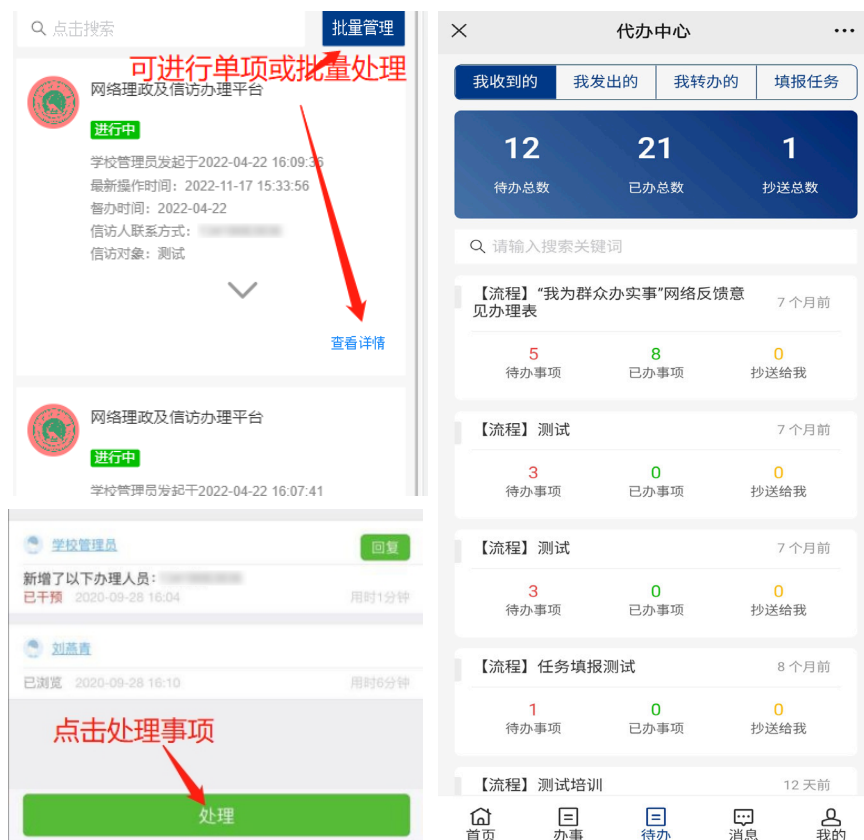 点击搜索
批量管理
可进行单项或批量处理
网络理政及信访办理平台
进行中
学校管理员发起于2022-04-22 16:09:36
最新操作时间：2022-11-17 15:33:56
督办时间：2022-04-22
信访人联系方式：
信访对象：测试
查看详情
网络理政及信访办理平台
进行中
学校管理员发起于2022-04-22 16:07:41
学校管理员
回复
新增了以下办理人员：
已干预 2020-09-28 16:04 用时1分钟
刘燕青
已浏览 2020-09-28 16:10 用时6分钟
点击处理事项
处理
代办中心
我收到的 我发出的 我转办的 填报任务
12 21 1
待办总数 已办总数 抄送总数
请输入搜索关键词
【流程】“我为群众办实事”网络反馈意
见办理表
7 个月前
5 8 0
待办事项 已办事项 抄送给我
【流程】测试 7 个月前
3 0 0
待办事项 已办事项 抄送给我
【流程】测试 7 个月前
3 0 0
待办事项 已办事项 抄送给我
【流程】任务填报测试 8 个月前
1 0 0
待办事项 已办事项 抄送给我
【流程】测试培训 12 天前
首页 办事 待办 消息 我的